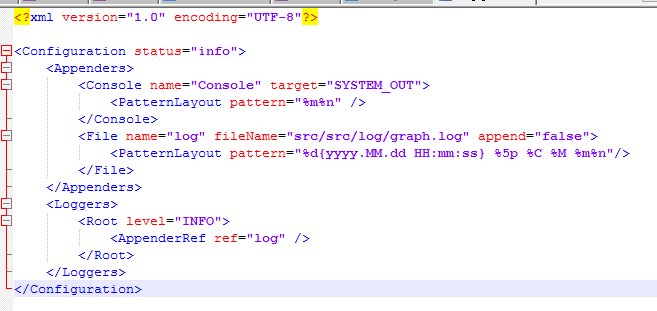 <?xml version="1.0" encoding="UTF-8"?>
<Configuration status="info">
<Appenders>
<Console name="Console" target="SYSTEM_OUT">
<PatternLayout pattern="%m%n" />
</Console>
<File name="log" fileName="src/src/log/graph.log" append="false">
<PatternLayout pattern="%d{yyyy.MM.dd HH:mm:ss} %5p %C %M %m%n"/>
</File>
</Appenders>
<Loggers>
<Root level="INFO">
<AppenderRef ref="log" />
</Root>
</Loggers>
</Configuration>